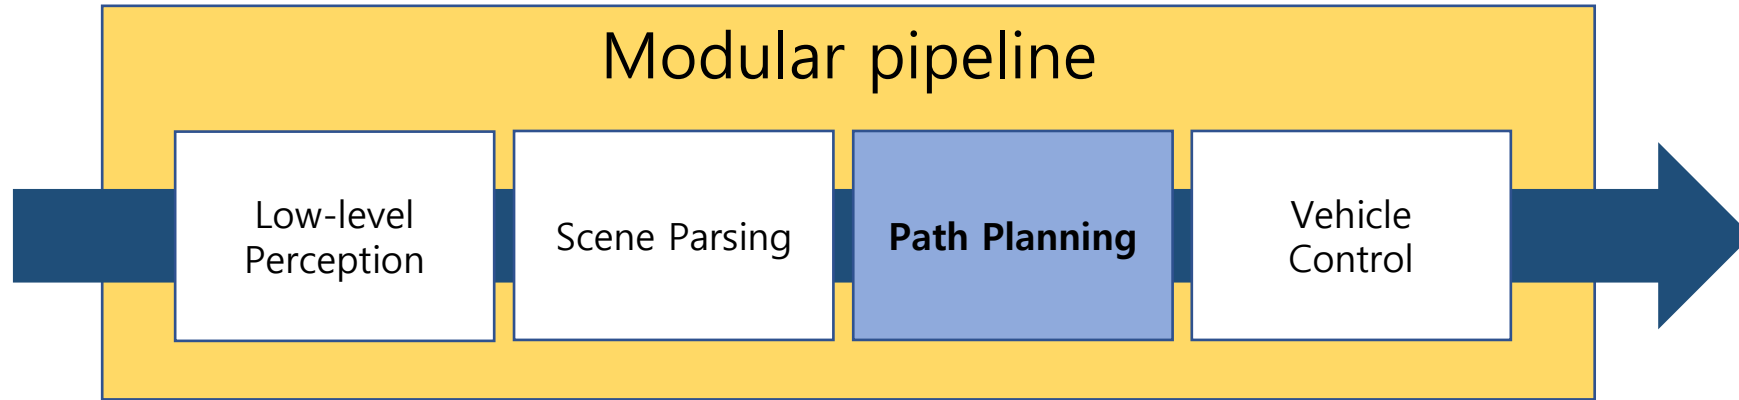 Modular pipeline
Low-level
Perception
Scene Parsing
Path Planning
Vehicle
Control